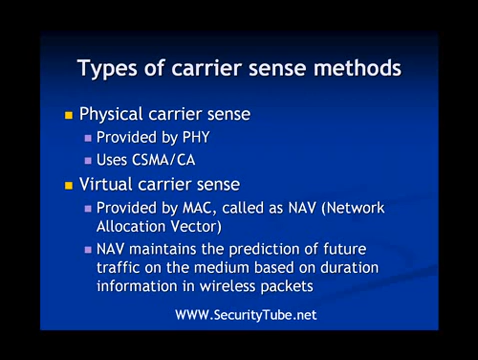 Types of carrier sense methods
Physical carrier sense
Provided by PHY
Uses CSMA/CA
Virtual carrier sense
Provided by MAC, called as NAV (Network
Allocation Vector)
NAV maintains the prediction of future
traffic on the medium based on duration
information in wireless packets
WWW.SecurityTube.net